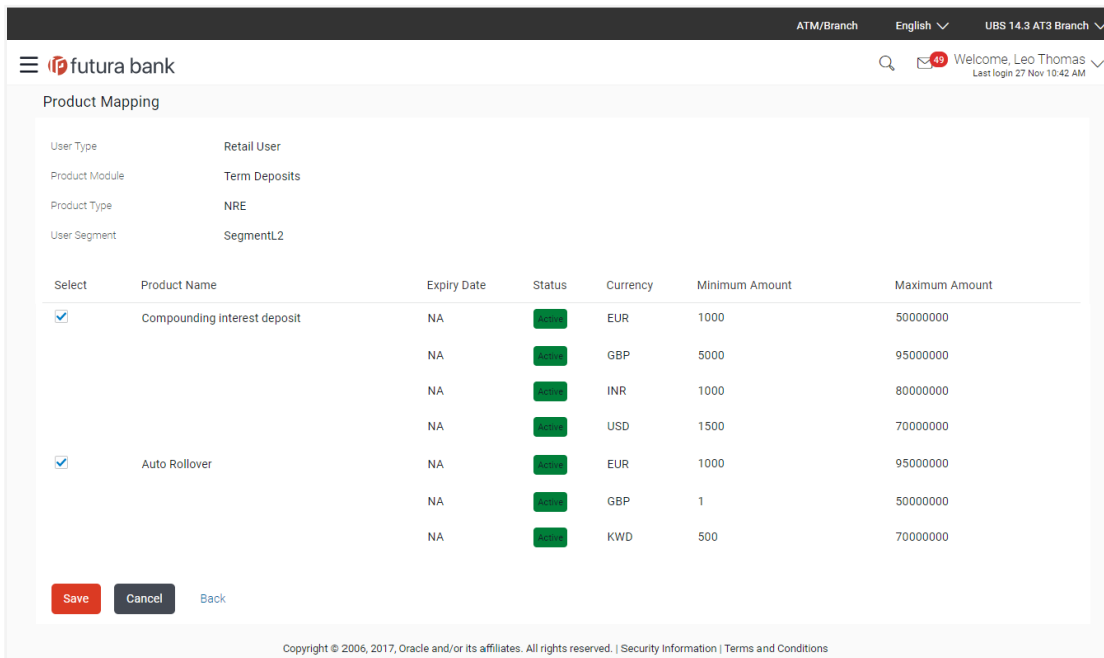 ATM/Branch English UBS 14.3 AT3 Branch
futura bank 49 Welcome, Leo Thomas
Last login 27 Nov 10:42 AM
Product Mapping
User Type Retail User
Product Module Term Deposits
Product Type NRE
User Segment SegmentL2
Select Product Name Expiry Date Status Currency Minimum Amount Maximum Amount
Compounding interest deposit NA Active EUR 1000 50000000
NA Active GBP 5000 95000000
NA Active INR 1000 80000000
NA Active USD 1500 70000000
Auto Rollover NA Active EUR 1000 95000000
NA Active GBP 1 50000000
NA Active KWD 500 70000000
Save Cancel Back
Copyright © 2006, 2017, Oracle and/or its affiliates. All rights reserved. | Security Information | Terms and Conditions